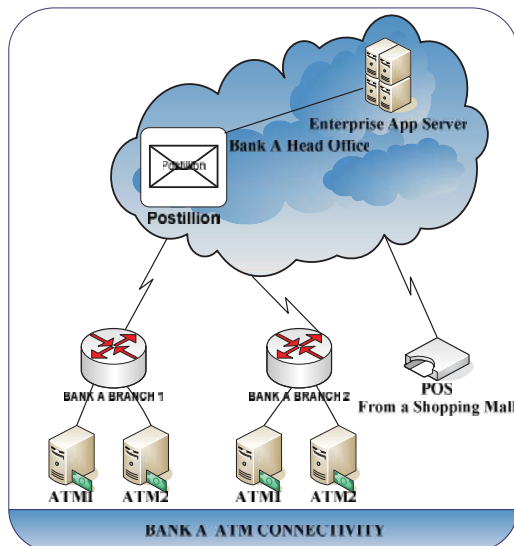 Enterprise App Server
Bank A Head Office
Postillion
Postillion
BANK A BRANCH 1
BANK A BRANCH 2
POS
From a Shopping Mall
ATM1
ATM2
ATM1
ATM2
BANK A ATM CONNECTIVITY